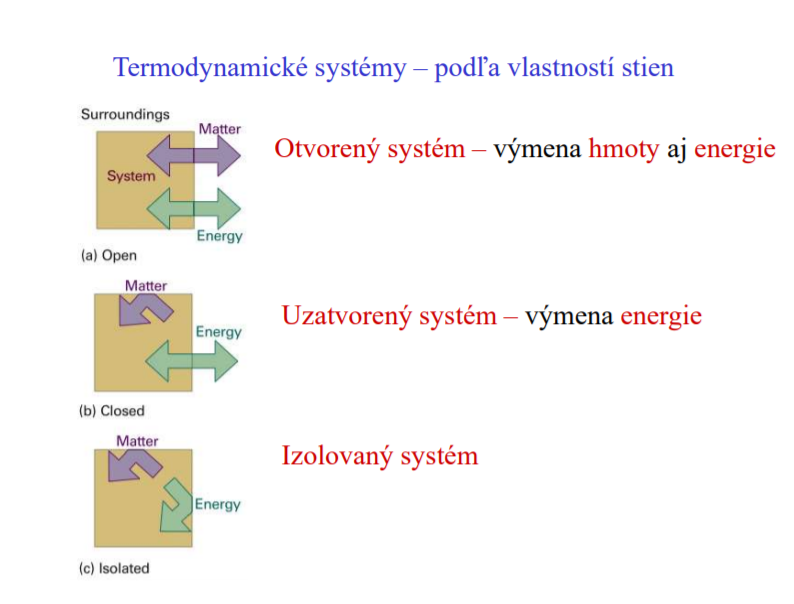 Termodynamické systémy – podľa vlastností stien
Surroundings
Matter
System
Energy
(a) Open
Otvorený systém – výmena hmoty aj energie
Matter
Energy
(b) Closed
Uzatvorený systém – výmena energie
Matter
Energy
(c) Isolated
Izolovaný systém